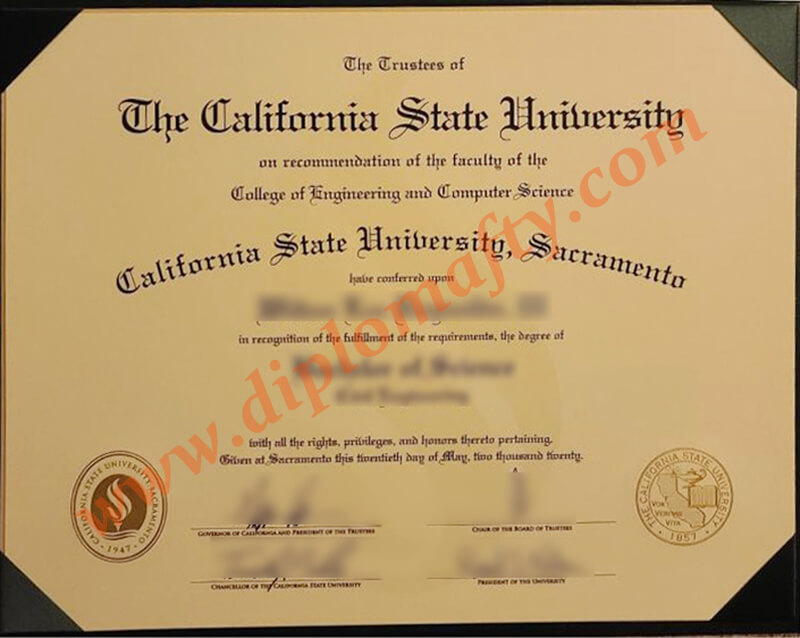 The Trustees of
The California State University
on recommendation of the faculty of the
College of Engineering and Computer Science
California State University, Sacramento
have conferred upon
in recognition of the fulfillment of the requirements, the degree of
Bachelor of Science
Civil Engineering
with all the rights, privileges, and honors thereto pertaining.
Given at Sacramento this twentieth day of May, two thousand twenty.
GOVERNOR OF CALIFORNIA AND PRESIDENT OF THE TRUSTEES
CHAIR OF THE BOARD OF TRUSTEES
CHANCELLOR OF THE CALIFORNIA STATE UNIVERSITY
PRESIDENT OF THE UNIVERSITY
CALIFORNIA STATE UNIVERSITY, SACRAMENTO
• 1947 •
THE CALIFORNIA STATE UNIVERSITY
VOX
VERITAS
VITA
• 1857 •
www.diplomafty.com